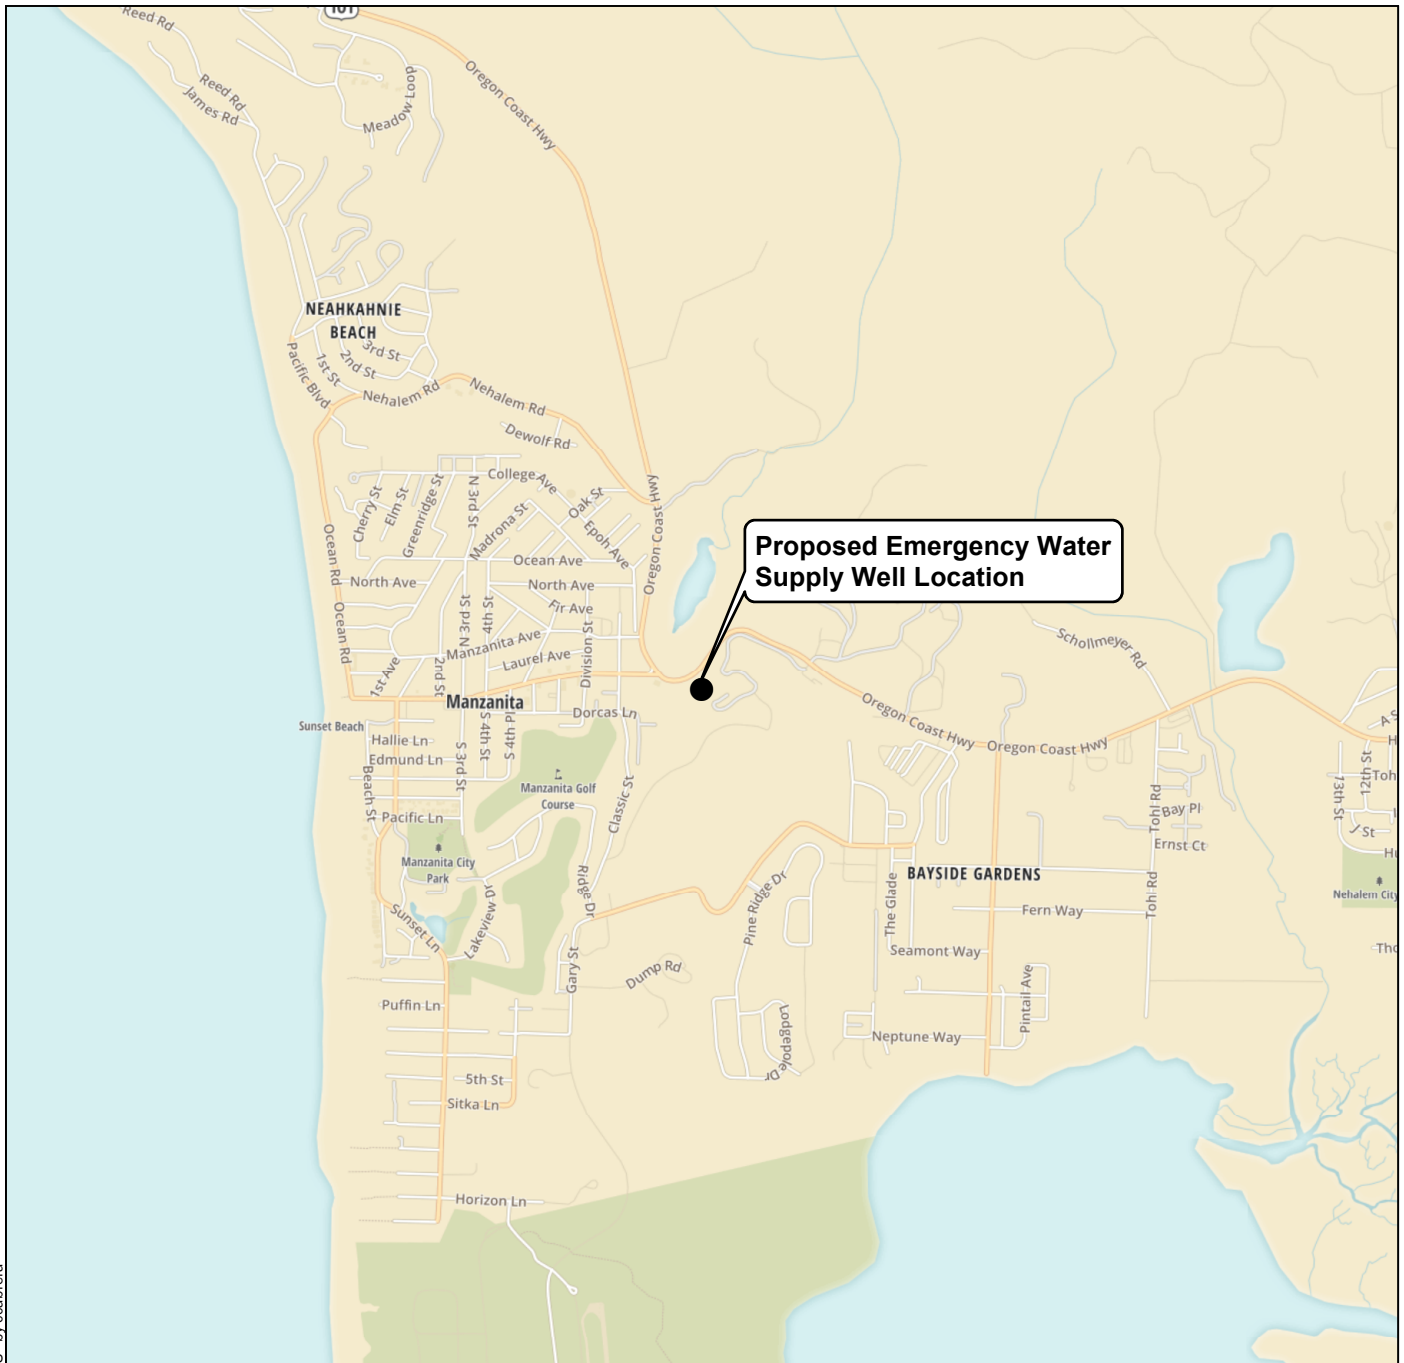 101
Reed Rd
Reed Rd
James Rd
Meadow Loop
Oregon Coast Hwy
NEAHKAHNIE
BEACH
3rd St
2nd St
1st St
Pacific Blvd
Nehalem Rd
Nehalem Rd
Dewolf Rd
College Ave
Cherry St
Elm St
Greenridge St
N 3rd St
Madrona St
Oak St
Epoh Ave
Oregon Coast Hwy
Ocean Rd
Ocean Ave
North Ave
North Ave
Fir Ave
Proposed Emergency Water
Supply Well Location
Ocean Rd
N 3rd St
4th St
Manzanita Ave
Laurel Ave
Division St
Schollmeyer Rd
1st Ave
2nd St
Manzanita
S 4th St
S 4th Pl
Dorcas Ln
Sunset Beach
Hallie Ln
Edmund Ln
S 3rd St
Beach St
Oregon Coast Hwy
Oregon Coast Hwy
Manzanita Golf
Course
Classic St
Pacific Ln
Manzanita City
Park
Ridge Dr
Lakeview Dr
Sunset Ln
Gary St
Dump Rd
Pine Ridge Dr
BAYSIDE GARDENS
The Glade
Fern Way
Seamont Way
Pintail Ave
Neptune Way
Lodgepole Dr
Tohl Rd
Tohl Rd
Bay Pl
Ernst Ct
13th St
12th St
A S
H
Toh
J St
Hu
Nehalem City
Tho
Puffin Ln
5th St
Sitka Ln
Horizon Ln